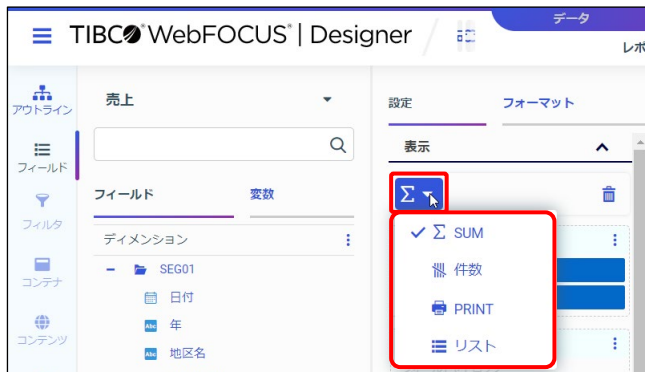 TIBCO® WebFOCUS® | Designer
データ
レポ
アウトライン
フィールド
フィルタ
コンテナ
コンテンツ
売上
フィールド
変数
ディメンション
SEG01
日付
Abc 年
Abc 地区名
設定
フォーマット
表示
Σ
Σ SUM
件数
PRINT
リスト